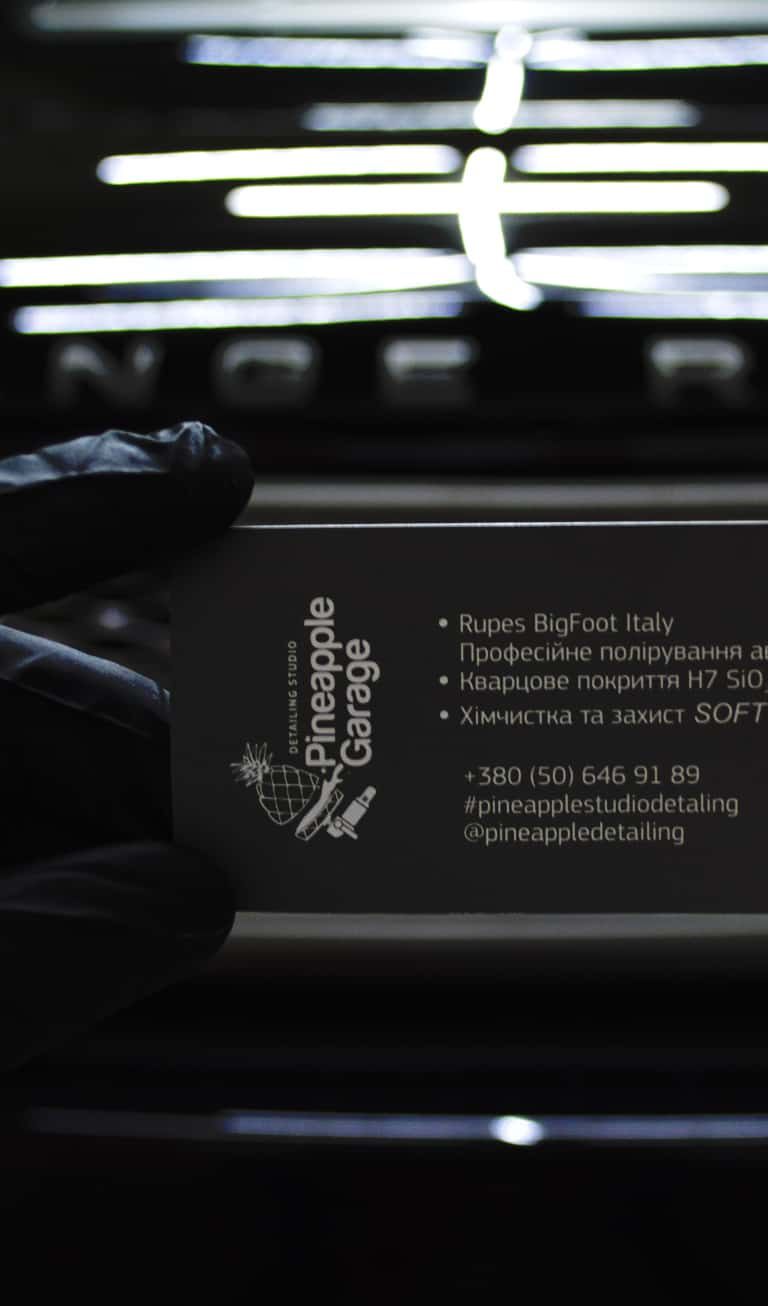 NGE R
DETAILING STUDIO
Pineapple
Garage
• Rupes BigFoot Italy
Професійне полірування
• Кварцове покриття H7 SiO
• Хімчистка та захист SOFT
+380 (50) 646 91 89
#pineapplestudiodetaling
@pineappledetailing